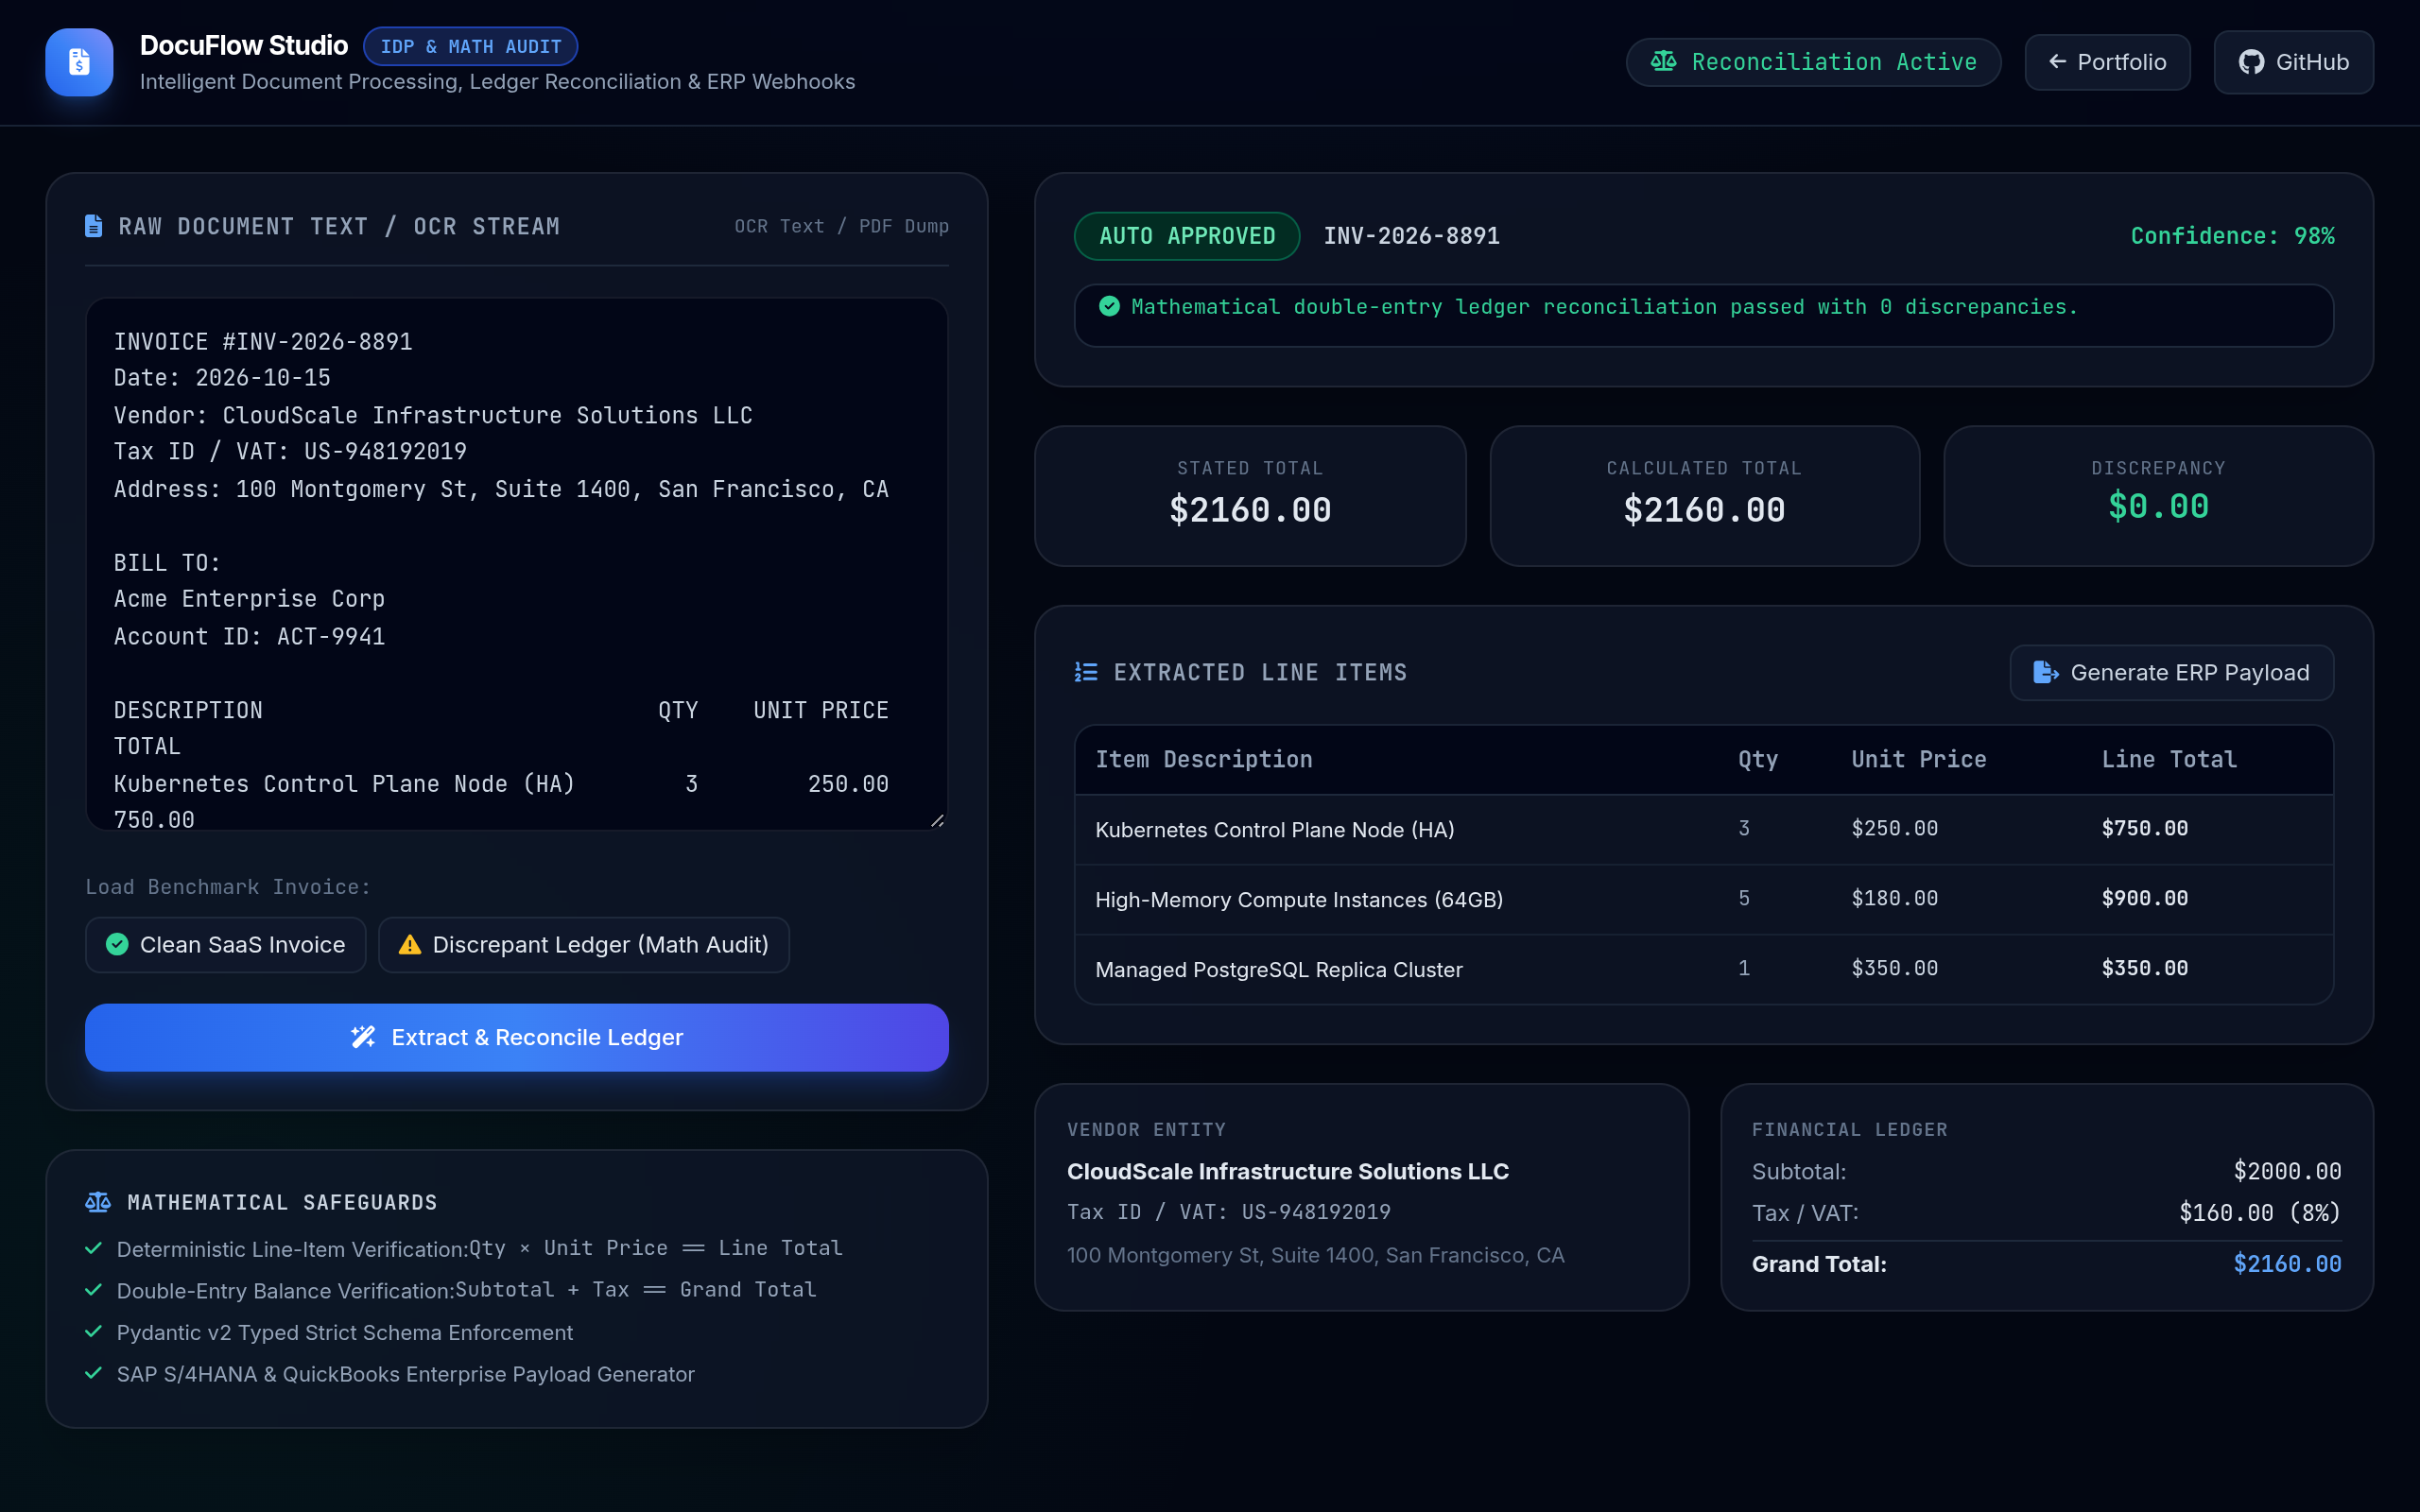 DocuFlow Studio IDP & MATH AUDIT
Intelligent Document Processing, Ledger Reconciliation & ERP Webhooks
Reconciliation Active
Portfolio
GitHub
RAW DOCUMENT TEXT / OCR STREAM
OCR Text / PDF Dump
INVOICE #INV-2026-8891
Date: 2026-10-15
Vendor: CloudScale Infrastructure Solutions LLC
Tax ID / VAT: US-948192019
Address: 100 Montgomery St, Suite 1400, San Francisco, CA
BILL TO:
Acme Enterprise Corp
Account ID: ACT-9941
DESCRIPTION QTY UNIT PRICE
TOTAL
Kubernetes Control Plane Node (HA) 3 250.00
750.00
Load Benchmark Invoice:
Clean SaaS Invoice
Discrepant Ledger (Math Audit)
Extract & Reconcile Ledger
MATHEMATICAL SAFEGUARDS
Deterministic Line-Item Verification:Qty × Unit Price == Line Total
Double-Entry Balance Verification:Subtotal + Tax == Grand Total
Pydantic v2 Typed Strict Schema Enforcement
SAP S/4HANA & QuickBooks Enterprise Payload Generator
AUTO APPROVED INV-2026-8891
Confidence: 98%
Mathematical double-entry ledger reconciliation passed with 0 discrepancies.
STATED TOTAL
$2160.00
CALCULATED TOTAL
$2160.00
DISCREPANCY
$0.00
EXTRACTED LINE ITEMS
Generate ERP Payload
Item Description Qty Unit Price Line Total
Kubernetes Control Plane Node (HA) 3 $250.00 $750.00
High-Memory Compute Instances (64GB) 5 $180.00 $900.00
Managed PostgreSQL Replica Cluster 1 $350.00 $350.00
VENDOR ENTITY
CloudScale Infrastructure Solutions LLC
Tax ID / VAT: US-948192019
100 Montgomery St, Suite 1400, San Francisco, CA
FINANCIAL LEDGER
Subtotal: $2000.00
Tax / VAT: $160.00 (8%)
Grand Total: $2160.00